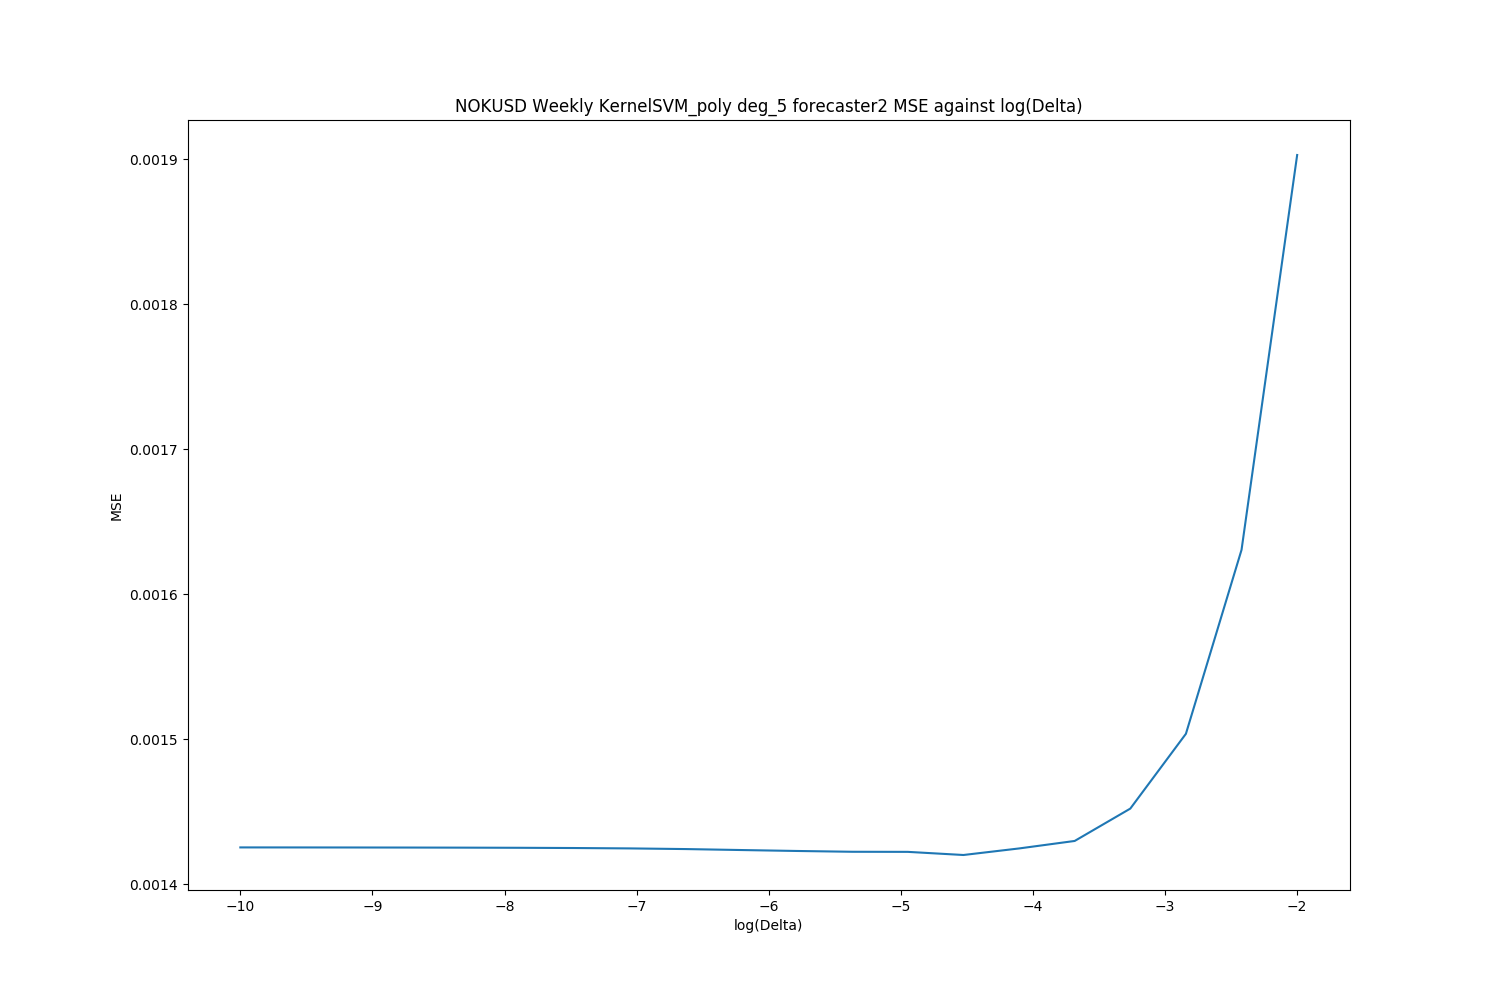 NOKUSD Weekly KernelSVM_poly deg_5 forecaster2 MSE against log(Delta)
0.0019
0.0018
0.0017
0.0016
0.0015
0.0014
MSE
−10 −9 −8 −7 −6 −5 −4 −3 −2
log(Delta)